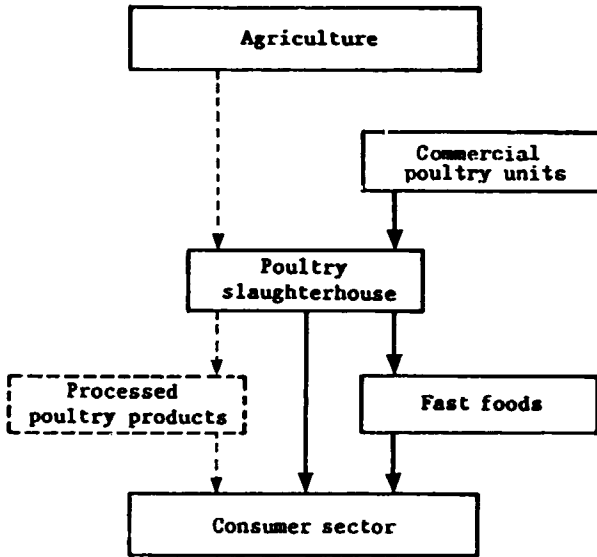 Agriculture
Commercial
poultry units
Poultry
slaughterhouse
Processed
poultry products
Fast foods
Consumer sector